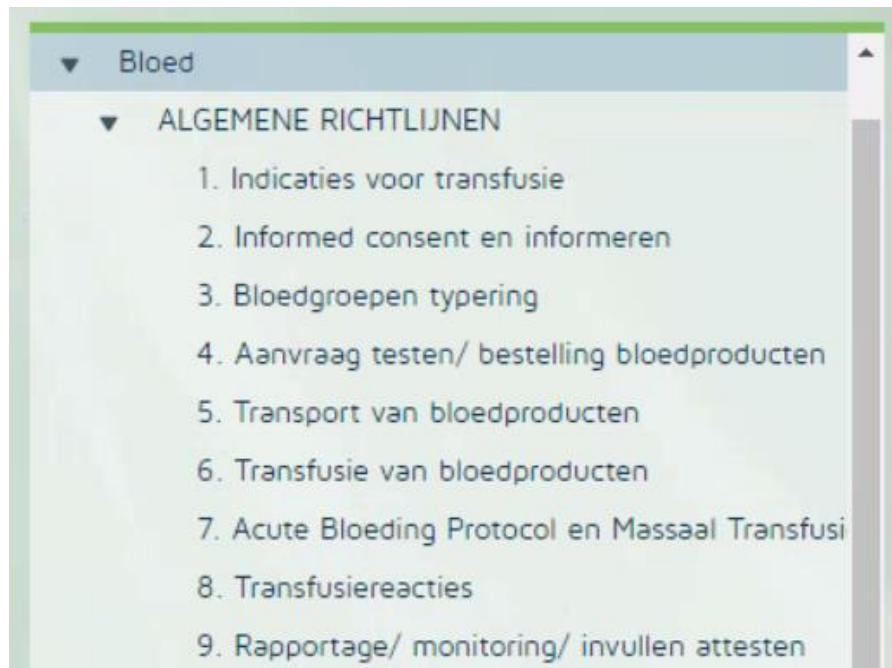 Bloed
ALGEMENE RICHTLIJNEN
1. Indicaties voor transfusie
2. Informed consent en informeren
3. Bloedgroepen typering
4. Aanvraag testen/ bestelling bloedproducten
5. Transport van bloedproducten
6. Transfusie van bloedproducten
7. Acute Bloeding Protocol en Massaal Transfusi
8. Transfusiereacties
9. Rapportage/ monitoring/ invullen attesten